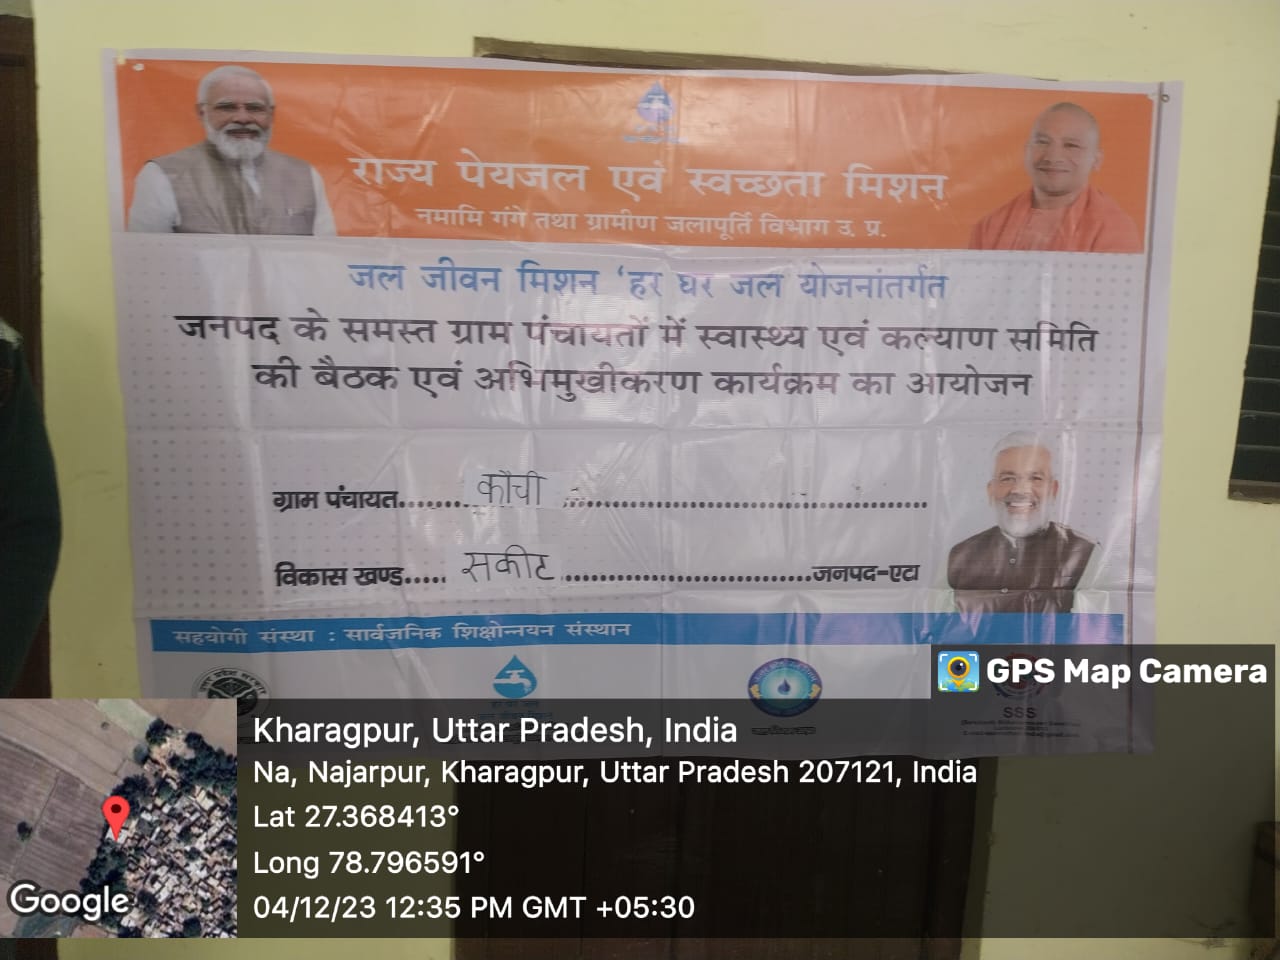 राज्य पेयजल एवं स्वच्छता मिशन
नमामि गंगे तथा ग्रामीण जलापूर्ति विभाग उ. प्र.
जल जीवन मिशन 'हर घर जल योजनांतर्गत
जनपद के समस्त ग्राम पंचायतों में स्वास्थ्य एवं कल्याण समिति
की बैठक एवं अभिमुखीकरण कार्यक्रम का आयोजन
ग्राम पंचायत....... कौची ..............................................
विकास खण्ड..... सकीट ................................जनपद-एटा
सहयोगी संस्था : सार्वजनिक शिक्षोन्नयन संस्थान
हर घर जल
SSS
GPS Map Camera
Kharagpur, Uttar Pradesh, India
Na, Najarpur, Kharagpur, Uttar Pradesh 207121, India
Lat 27.368413°
Long 78.796591°
04/12/23 12:35 PM GMT +05:30
Google